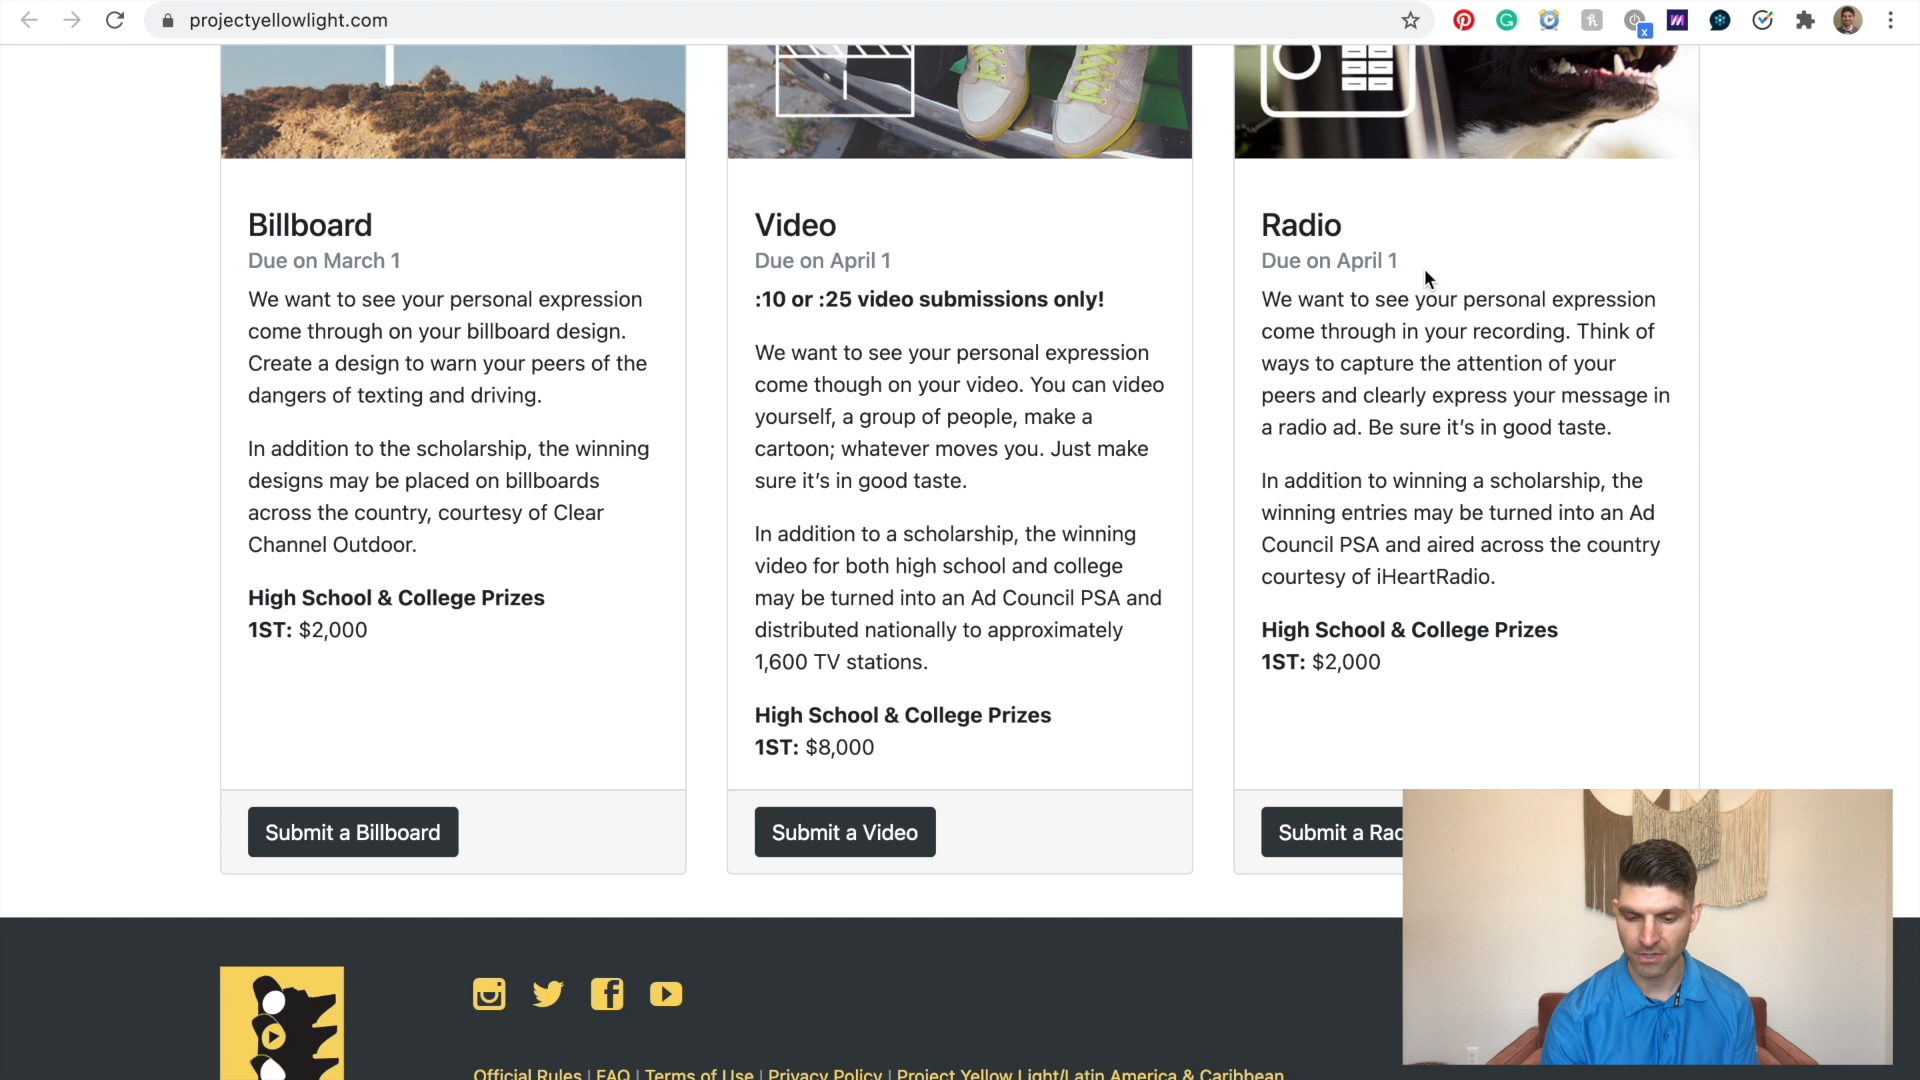 projectyellowlight.com
Billboard
Due on March 1
We want to see your personal expression
come through on your billboard design.
Create a design to warn your peers of the
dangers of texting and driving.
In addition to the scholarship, the winning
designs may be placed on billboards
across the country, courtesy of Clear
Channel Outdoor.
High School & College Prizes
1ST: $2,000
Submit a Billboard
Video
Due on April 1
:10 or :25 video submissions only!
We want to see your personal expression
come though on your video. You can video
yourself, a group of people, make a
cartoon; whatever moves you. Just make
sure it’s in good taste.
In addition to a scholarship, the winning
video for both high school and college
may be turned into an Ad Council PSA and
distributed nationally to approximately
1,600 TV stations.
High School & College Prizes
1ST: $8,000
Submit a Video
Radio
Due on April 1
We want to see your personal expression
come through in your recording. Think of
ways to capture the attention of your
peers and clearly express your message in
a radio ad. Be sure it’s in good taste.
In addition to winning a scholarship, the
winning entries may be turned into an Ad
Council PSA and aired across the country
courtesy of iHeartRadio.
High School & College Prizes
1ST: $2,000
Submit a Rad
Official Rules | FAQ | Terms of Use | Privacy Policy | Project Yellow Light/Latin America & Caribbean